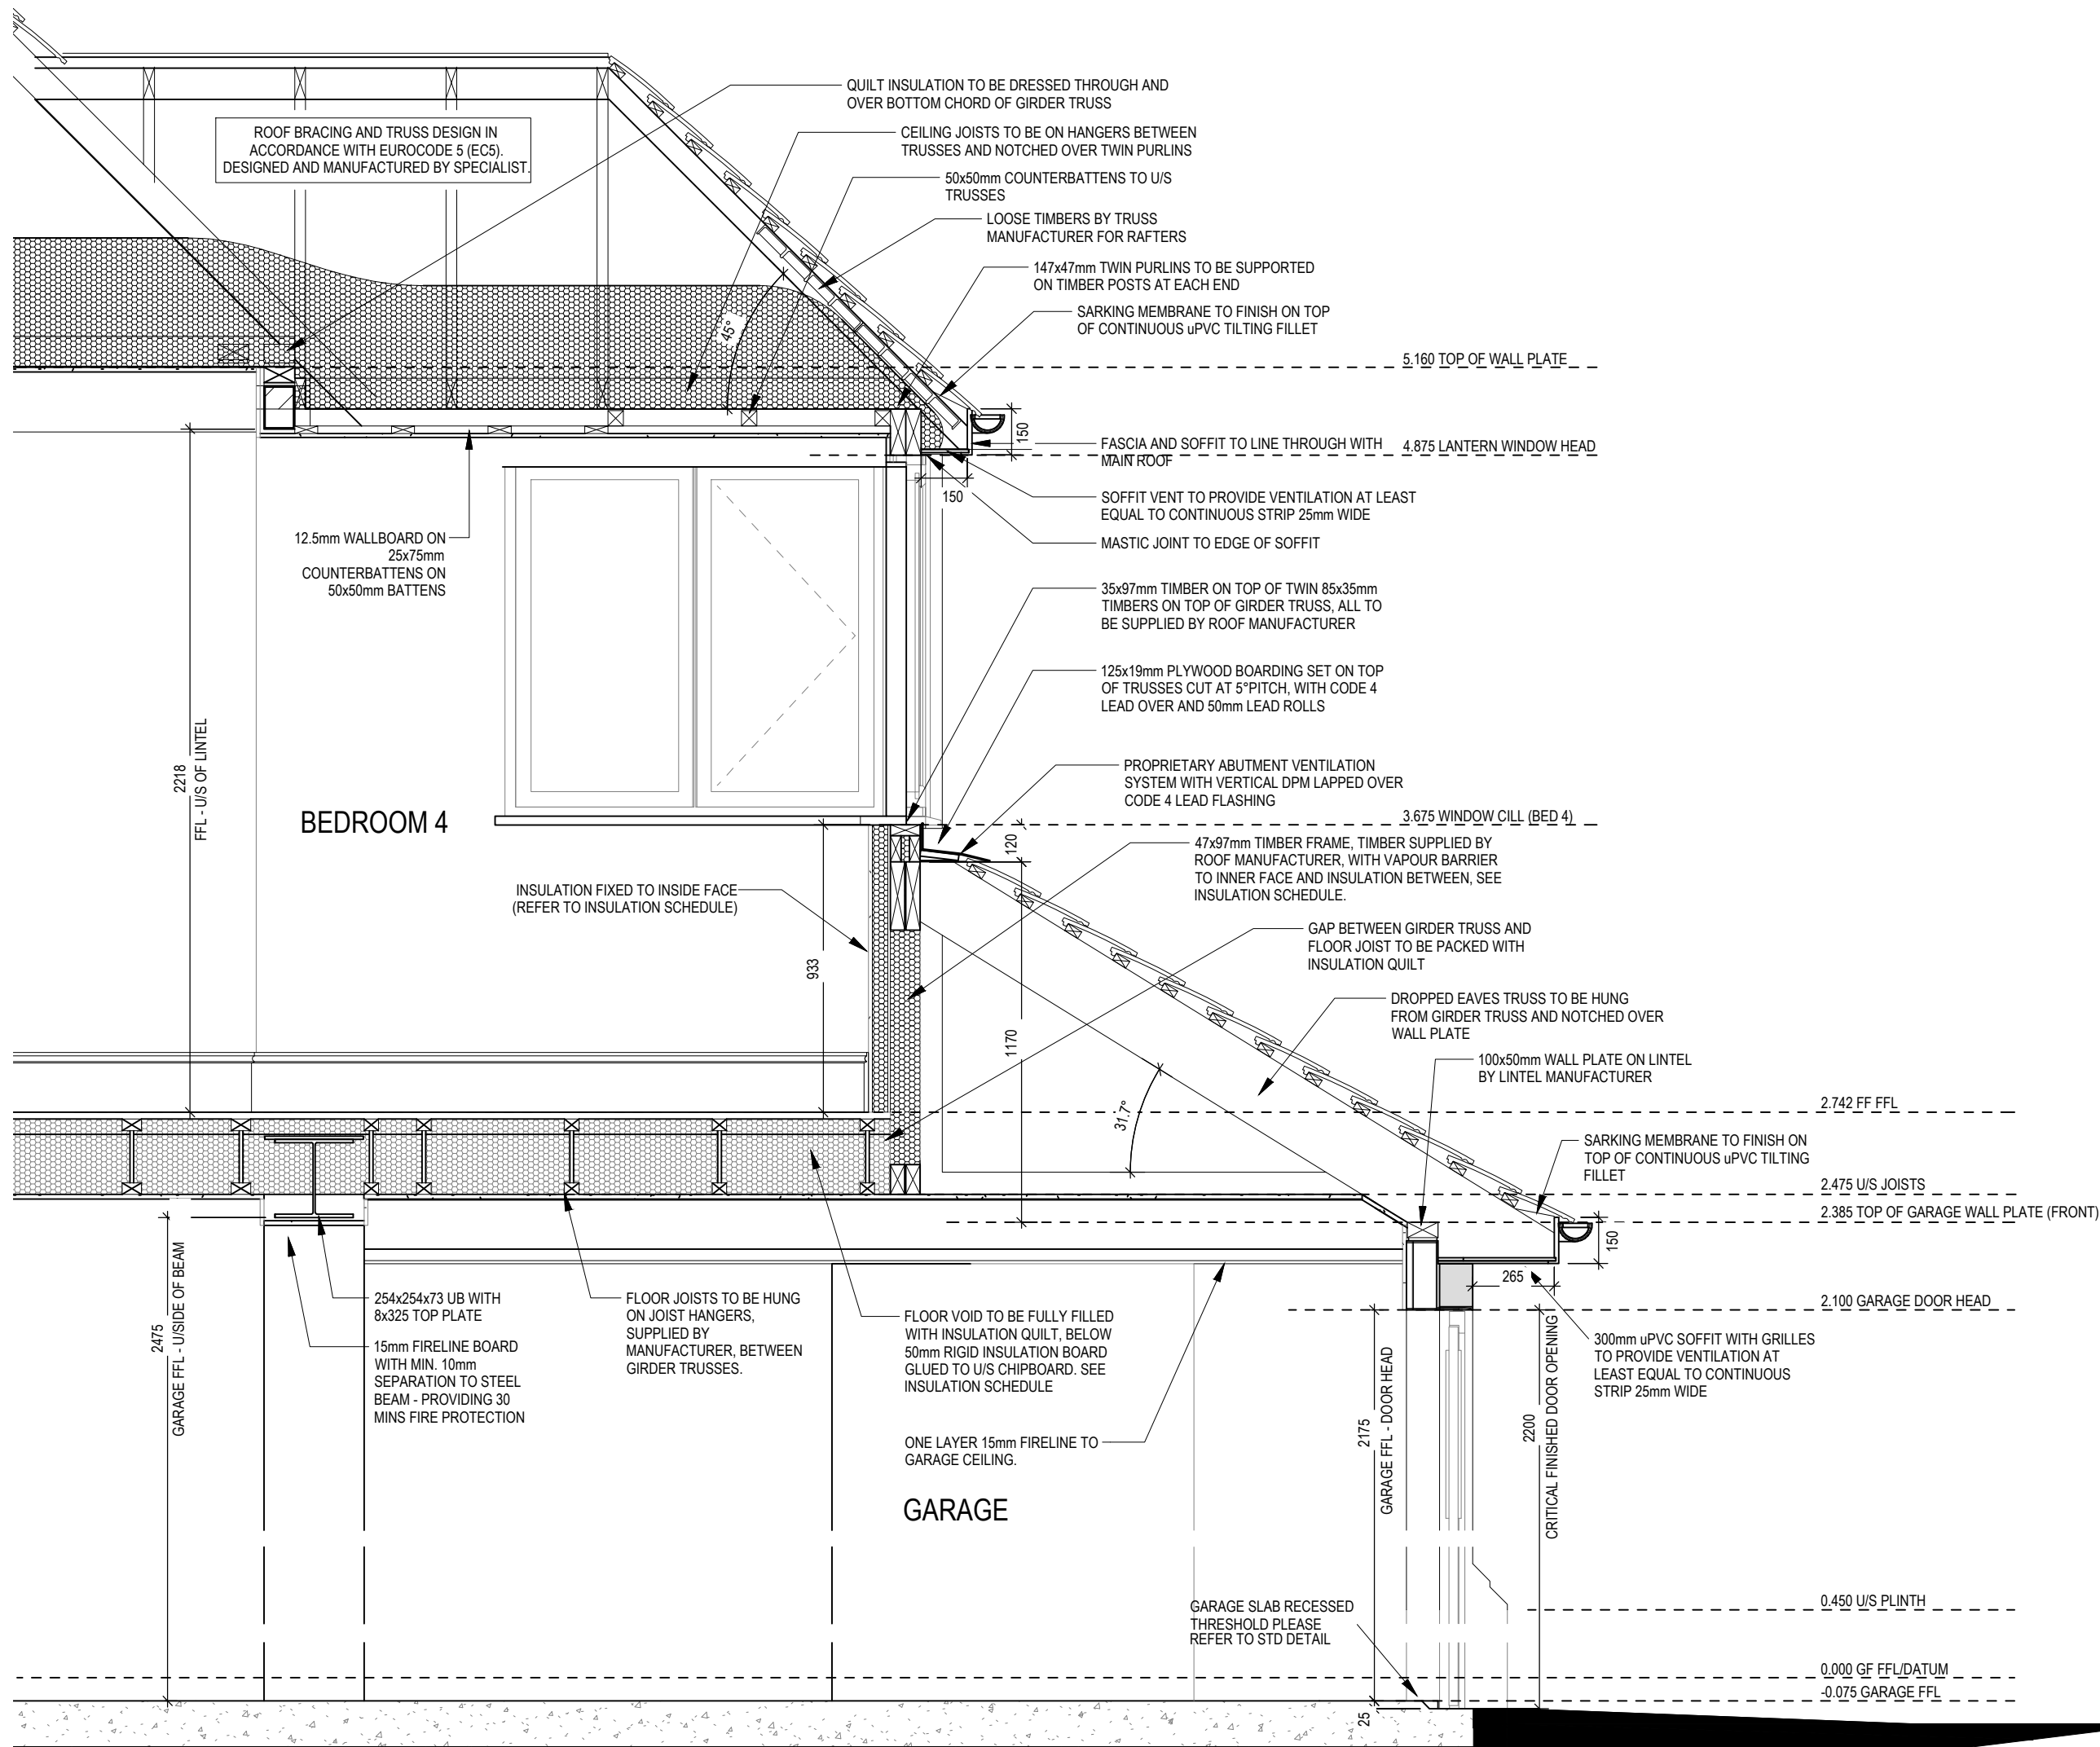 QUILT INSULATION TO BE DRESSED THROUGH AND
OVER BOTTOM CHORD OF GIRDER TRUSS
ROOF BRACING AND TRUSS DESIGN IN
ACCORDANCE WITH EUROCODE 5 (EC5).
DESIGNED AND MANUFACTURED BY SPECIALIST.
CEILING JOISTS TO BE ON HANGERS BETWEEN
TRUSSES AND NOTCHED OVER TWIN PURLINS
50x50mm COUNTERBATTENS TO U/S
TRUSSES
LOOSE TIMBERS BY TRUSS
MANUFACTURER FOR RAFTERS
147x47mm TWIN PURLINS TO BE SUPPORTED
ON TIMBER POSTS AT EACH END
SARKING MEMBRANE TO FINISH ON TOP
OF CONTINUOUS uPVC TILTING FILLET
45°
5.160 TOP OF WALL PLATE
150
FASCIA AND SOFFIT TO LINE THROUGH WITH
MAIN ROOF
4.875 LANTERN WINDOW HEAD
150
SOFFIT VENT TO PROVIDE VENTILATION AT LEAST
EQUAL TO CONTINUOUS STRIP 25mm WIDE
MASTIC JOINT TO EDGE OF SOFFIT
12.5mm WALLBOARD ON
25x75mm
COUNTERBATTENS ON
50x50mm BATTENS
35x97mm TIMBER ON TOP OF TWIN 85x35mm
TIMBERS ON TOP OF GIRDER TRUSS, ALL TO
BE SUPPLIED BY ROOF MANUFACTURER
125x19mm PLYWOOD BOARDING SET ON TOP
OF TRUSSES CUT AT 5°PITCH, WITH CODE 4
LEAD OVER AND 50mm LEAD ROLLS
2218
FFL - U/S OF LINTEL
BEDROOM 4
PROPRIETARY ABUTMENT VENTILATION
SYSTEM WITH VERTICAL DPM LAPPED OVER
CODE 4 LEAD FLASHING
3.675 WINDOW CILL (BED 4)
120
47x97mm TIMBER FRAME, TIMBER SUPPLIED BY
ROOF MANUFACTURER, WITH VAPOUR BARRIER
TO INNER FACE AND INSULATION BETWEEN, SEE
INSULATION SCHEDULE.
INSULATION FIXED TO INSIDE FACE
(REFER TO INSULATION SCHEDULE)
GAP BETWEEN GIRDER TRUSS AND
FLOOR JOIST TO BE PACKED WITH
INSULATION QUILT
933
1170
DROPPED EAVES TRUSS TO BE HUNG
FROM GIRDER TRUSS AND NOTCHED OVER
WALL PLATE
100x50mm WALL PLATE ON LINTEL
BY LINTEL MANUFACTURER
31.7°
2.742 FF FFL
SARKING MEMBRANE TO FINISH ON
TOP OF CONTINUOUS uPVC TILTING
FILLET
2.475 U/S JOISTS
2.385 TOP OF GARAGE WALL PLATE (FRONT)
150
265
2475
GARAGE FFL - U/SIDE OF BEAM
254x254x73 UB WITH
8x325 TOP PLATE
15mm FIRELINE BOARD
WITH MIN. 10mm
SEPARATION TO STEEL
BEAM - PROVIDING 30
MINS FIRE PROTECTION
FLOOR JOISTS TO BE HUNG
ON JOIST HANGERS,
SUPPLIED BY
MANUFACTURER, BETWEEN
GIRDER TRUSSES.
FLOOR VOID TO BE FULLY FILLED
WITH INSULATION QUILT, BELOW
50mm RIGID INSULATION BOARD
GLUED TO U/S CHIPBOARD. SEE
INSULATION SCHEDULE
2.100 GARAGE DOOR HEAD
300mm uPVC SOFFIT WITH GRILLES
TO PROVIDE VENTILATION AT
LEAST EQUAL TO CONTINUOUS
STRIP 25mm WIDE
ONE LAYER 15mm FIRELINE TO
GARAGE CEILING.
2175
GARAGE FFL - DOOR HEAD
2200
CRITICAL FINISHED DOOR OPENING
GARAGE
GARAGE SLAB RECESSED
THRESHOLD PLEASE
REFER TO STD DETAIL
0.450 U/S PLINTH
0.000 GF FFL/DATUM
-0.075 GARAGE FFL
25